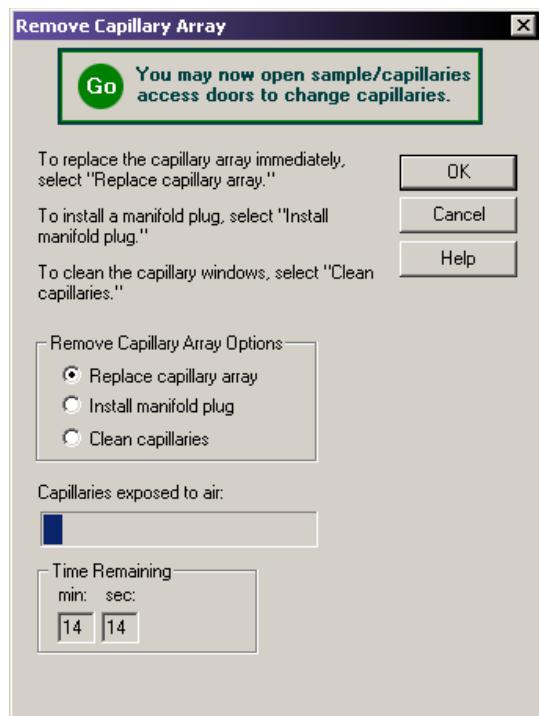 Remove Capillary Array
Go
You may now open sample/capillaries
access doors to change capillaries.
To replace the capillary array immediately,
select "Replace capillary array."
To install a manifold plug, select "Install
manifold plug."
To clean the capillary windows, select "Clean
capillaries."
OK
Cancel
Help
Remove Capillary Array Options
Replace capillary array
Install manifold plug
Clean capillaries
Capillaries exposed to air:
Time Remaining
min: sec:
14 14